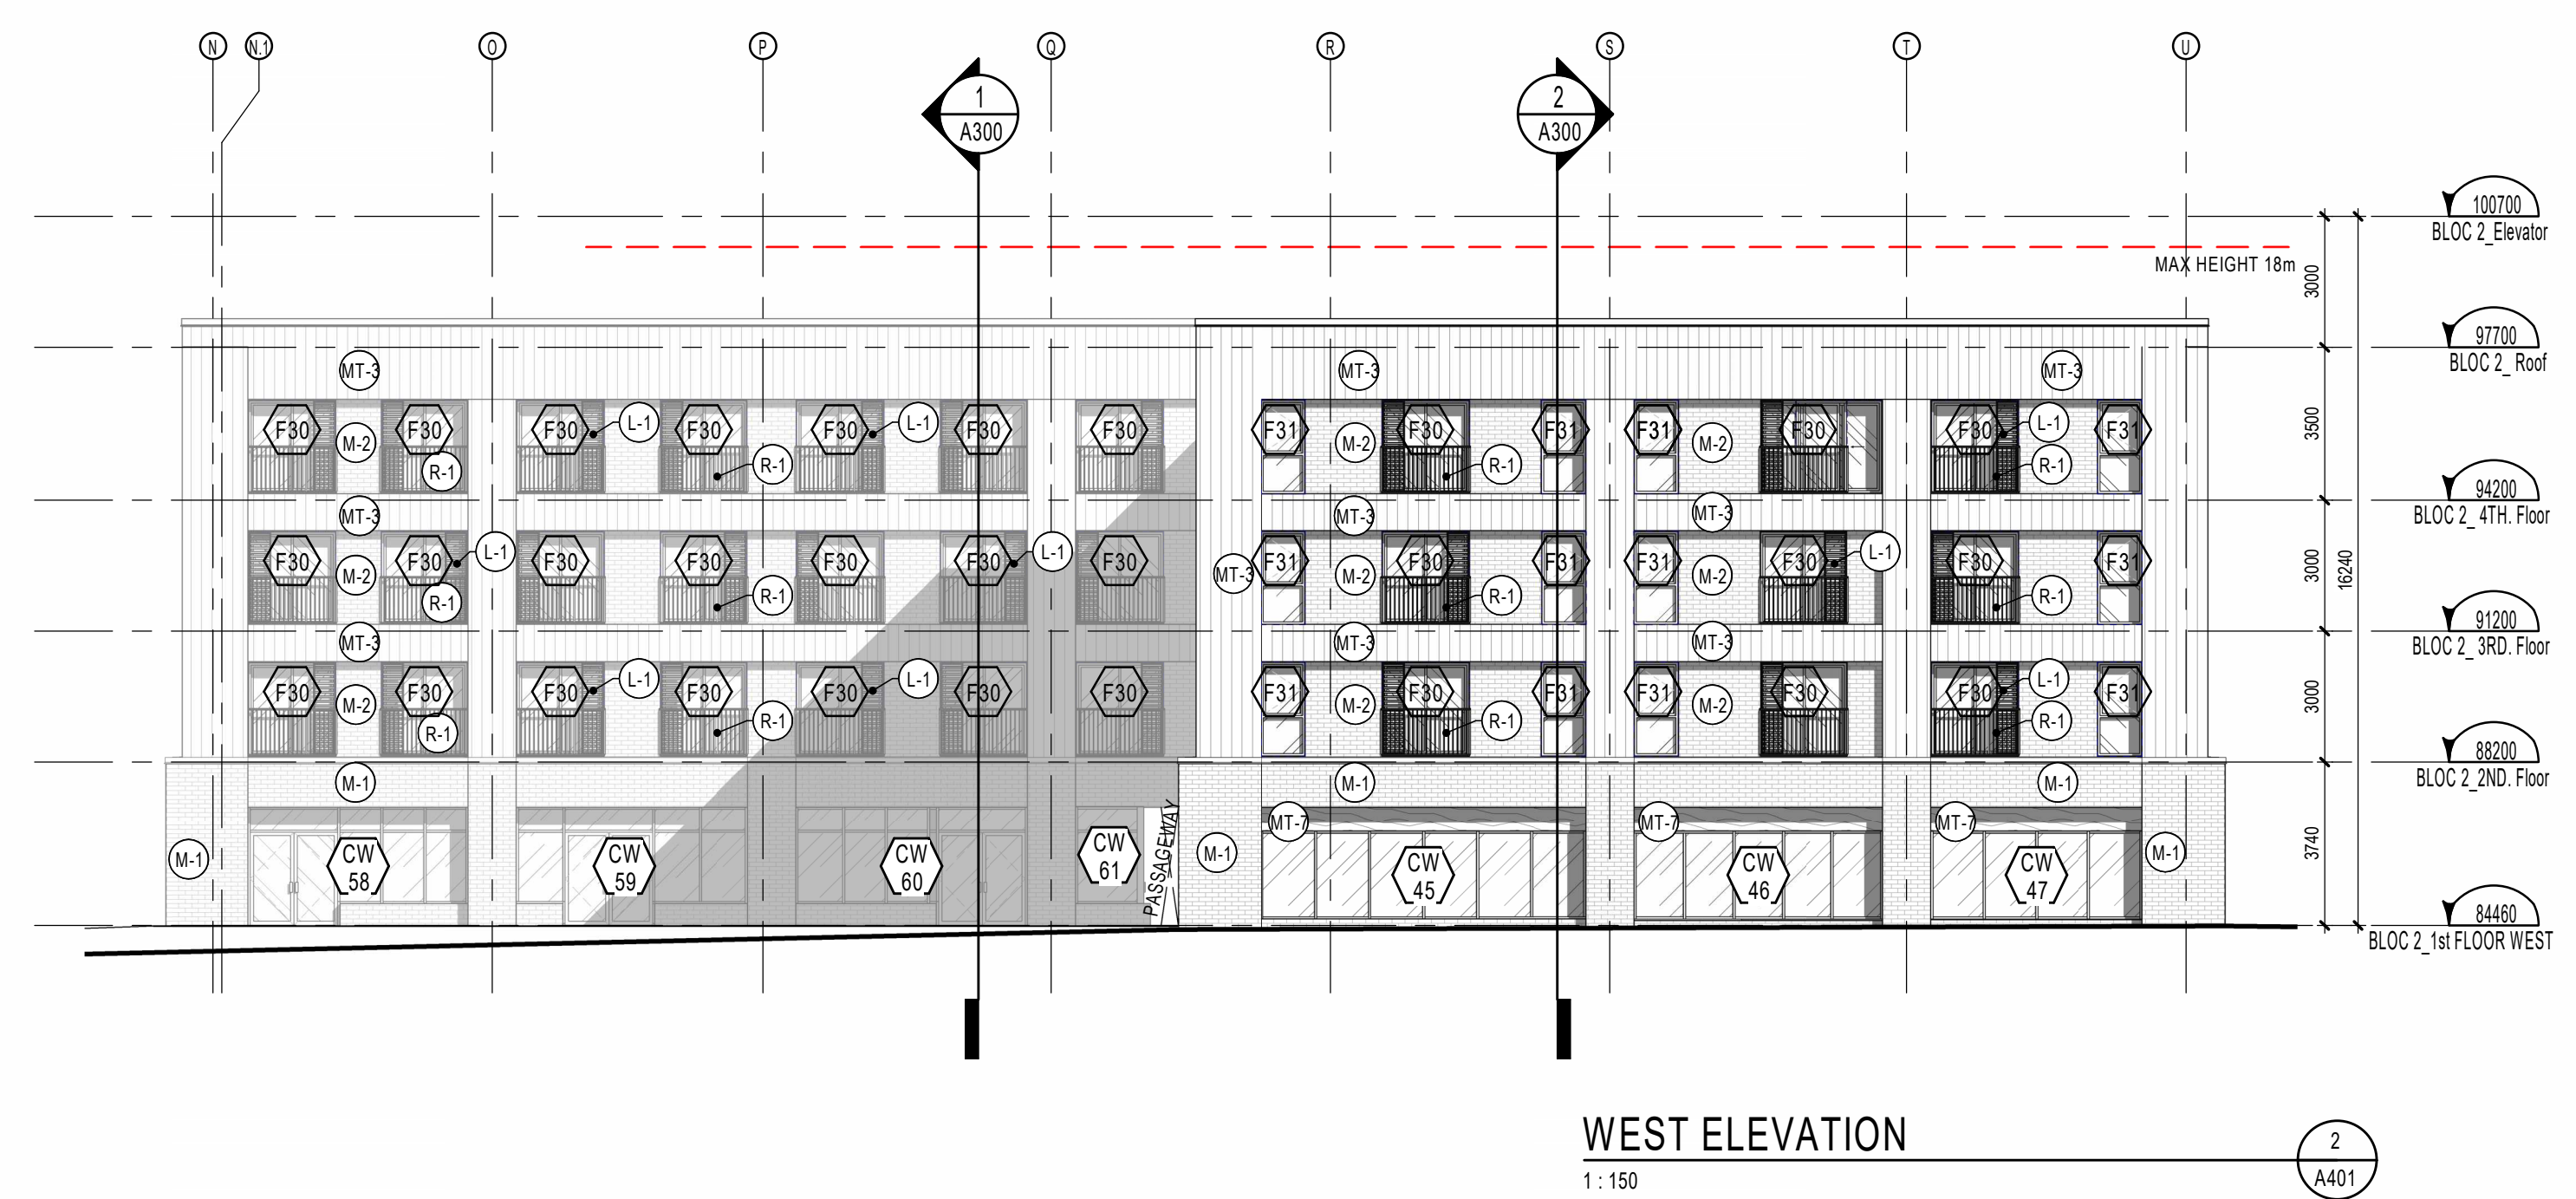 N N.1 O P Q R S T U
1
A300
2
A300
100700
BLOC 2_Elevator
MAX HEIGHT 18m
3000
97700
BLOC 2_ Roof
MT-3 MT-3 MT-3
3500
F30 M-2 F30 R-1 F30 L-1 F30 R-1 F30 L-1 F30 F30 F31 M-2 F30 R-1 F31 F31 M-2 F30 F30 L-1 R-1 F31
94200
BLOC 2_ 4TH. Floor
MT-3 MT-3 MT-3
F30 M-2 F30 L-1 R-1 F30 F30 R-1 F30 F30 L-1 F30 MT-3 F31 M-2 F30 R-1 F31 F31 M-2 F30 L-1 F30 R-1 F31
3000
16240
91200
BLOC 2_ 3RD. Floor
MT-3 MT-3 MT-3
F30 M-2 F30 R-1 F30 L-1 F30 R-1 F30 L-1 F30 F30 F31 M-2 F30 R-1 F31 F31 M-2 F30 F30 L-1 R-1 F31
3000
88200
BLOC 2_2ND. Floor
M-1 M-1 M-1
MT-7 MT-7 MT-7
M-1
CW
58
CW
59
CW
60
CW
61
PASSAGEWAY
M-1
CW
45
CW
46
CW
47
M-1
3740
84460
BLOC 2_1st FLOOR WEST
WEST ELEVATION
1 : 150
2
A401